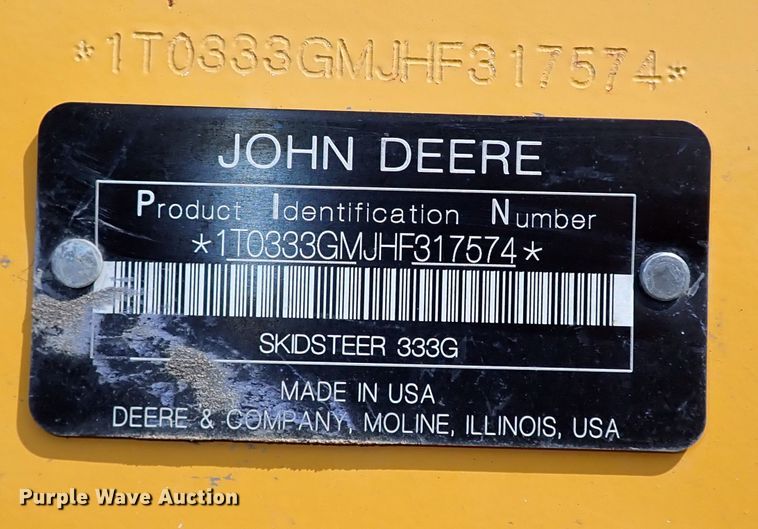 *1T0333GMJHF317574*
JOHN DEERE
Product Identification Number
*1T0333GMJHF317574*
SKIDSTEER 333G
MADE IN USA
DEERE & COMPANY, MOLINE, ILLINOIS, USA
Purple Wave Auction